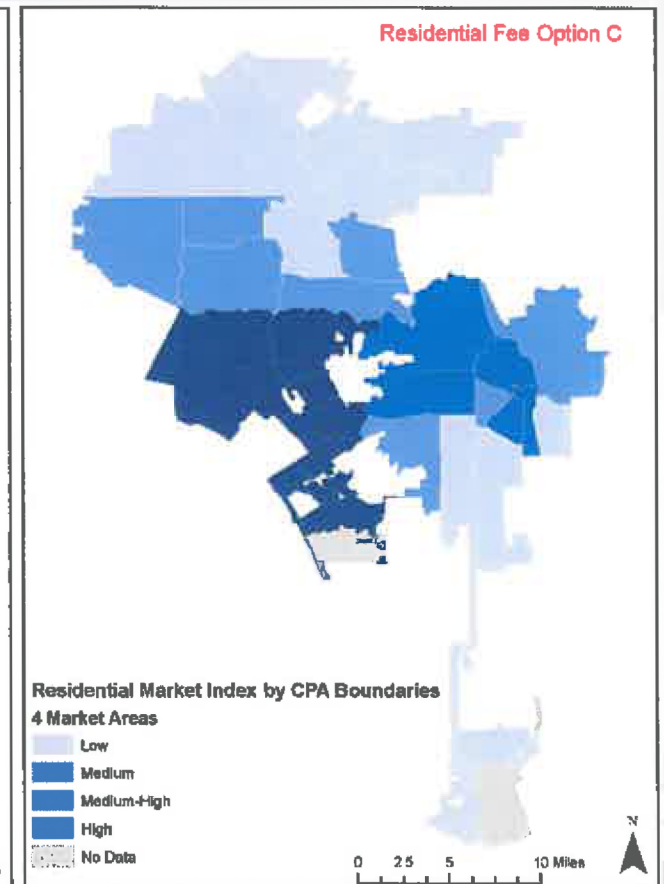 Residential Fee Option C
Residential Market Index by CPA Boundaries
4 Market Areas
Low
Medium
Medium-High
High
No Data
N
0 2.5 5 10 Miles